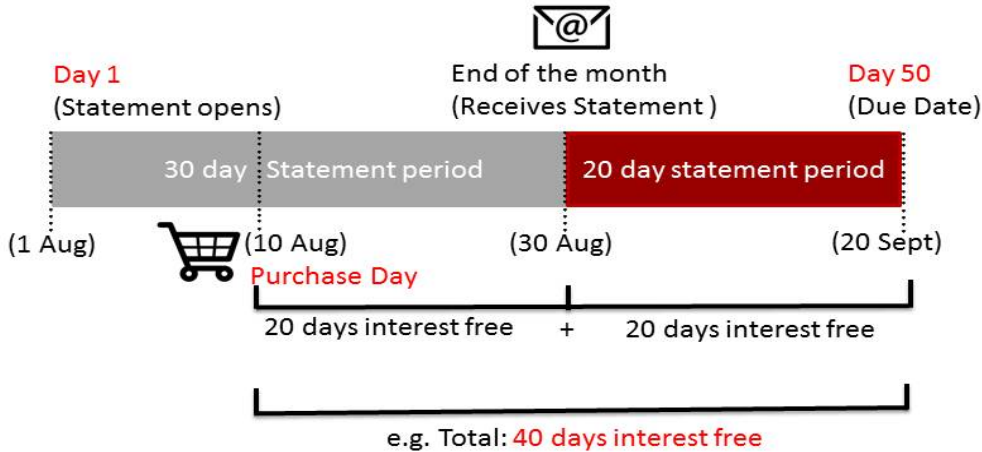 @
Day 1
(Statement opens)
End of the month
(Receives Statement )
Day 50
(Due Date)
30 day Statement period
20 day statement period
(1 Aug)
(10 Aug)
(30 Aug)
(20 Sept)
Purchase Day
20 days interest free + 20 days interest free
e.g. Total: 40 days interest free